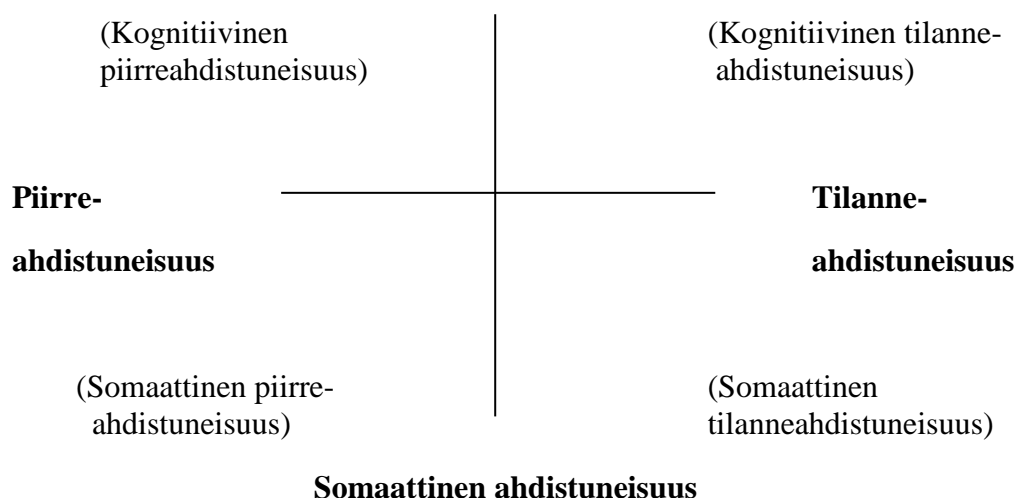 (Kognitiivinen
piirreahdistuneisuus)
(Kognitiivinen tilanne-
ahdistuneisuus)
Piirre-
ahdistuneisuus
Tilanne-
ahdistuneisuus
(Somaattinen piirre-
ahdistuneisuus)
(Somaattinen
tilanneahdistuneisuus)
Somaattinen ahdistuneisuus